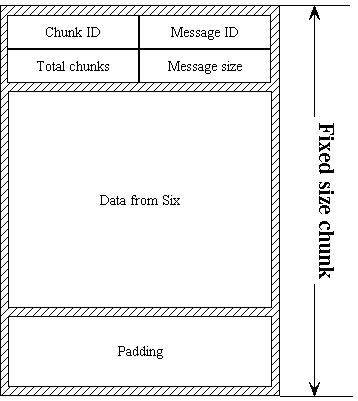 Chunk ID
Message ID
Total chunks
Message size
Data from Six
Padding
Fixed size chunk